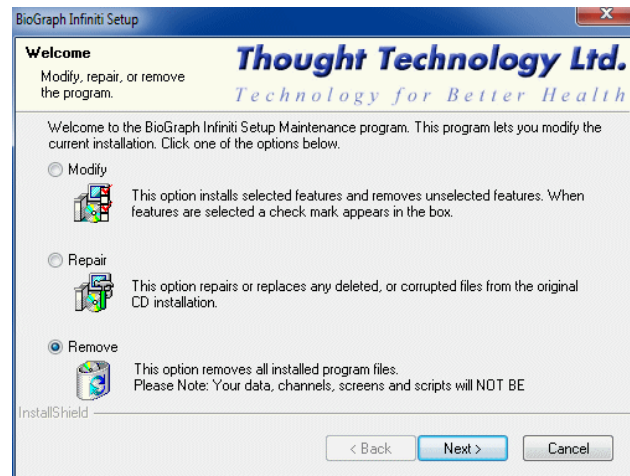 BioGraph Infiniti Setup
X
Welcome
Modify, repair, or remove
the program.
Thought Technology Ltd.
Technology for Better Health
Welcome to the BioGraph Infiniti Setup Maintenance program. This program lets you modify the
current installation. Click one of the options below.
Modify
This option installs selected features and removes unselected features. When
features are selected a check mark appears in the box.
Repair
This option repairs or replaces any deleted, or corrupted files from the original
CD installation.
Remove
This option removes all installed program files.
Please Note: Your data, channels, screens and scripts will NOT BE
InstallShield
< Back
Next >
Cancel